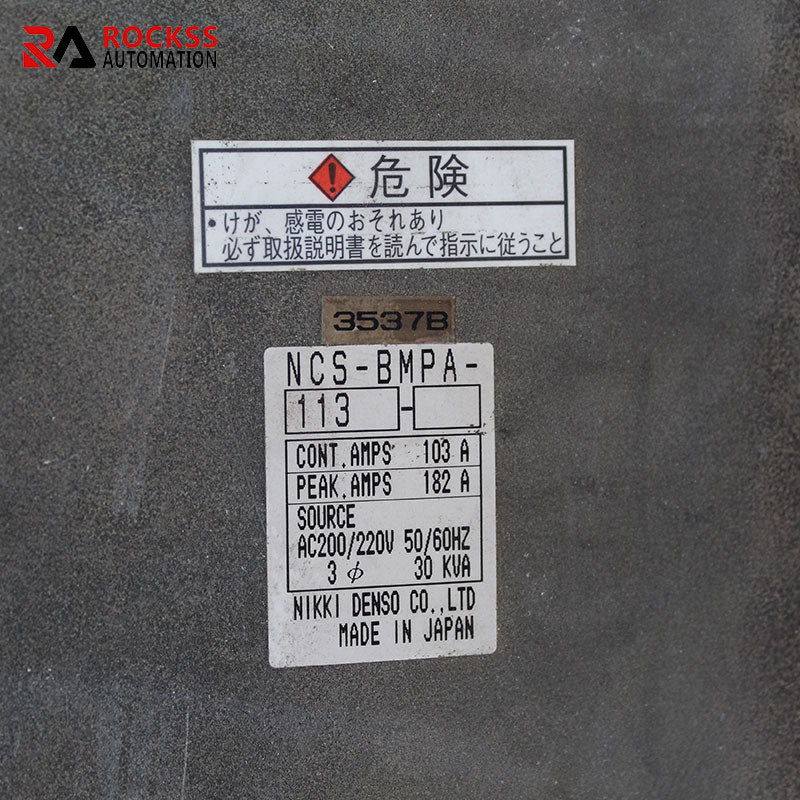 RA ROCKSS
AUTOMATION
危険
・けが、感電のおそれあり
必ず取扱説明書を読んで指示に従うこと
3537B
NCS-BMPA-
113 -
CONT.AMPS 103 A
PEAK.AMPS 182 A
SOURCE
AC200/220V 50/60HZ
3 ϕ 30 KVA
NIKKI DENSO CO.,LTD
MADE IN JAPAN